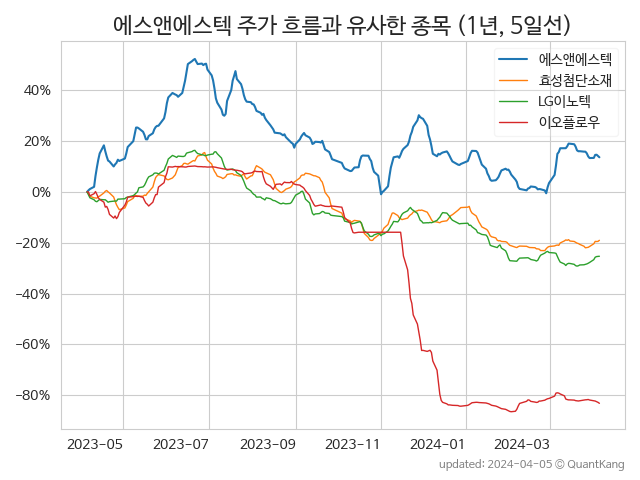 에스앤에스텍 주가 흐름과 유사한 종목 (1년, 5일선)
에스앤에스텍
효성첨단소재
LG이노텍
이오플로우
40%
20%
0%
−20%
−40%
−60%
−80%
2023-05 2023-07 2023-09 2023-11 2024-01 2024-03
updated: 2024-04-05 © QuantKang